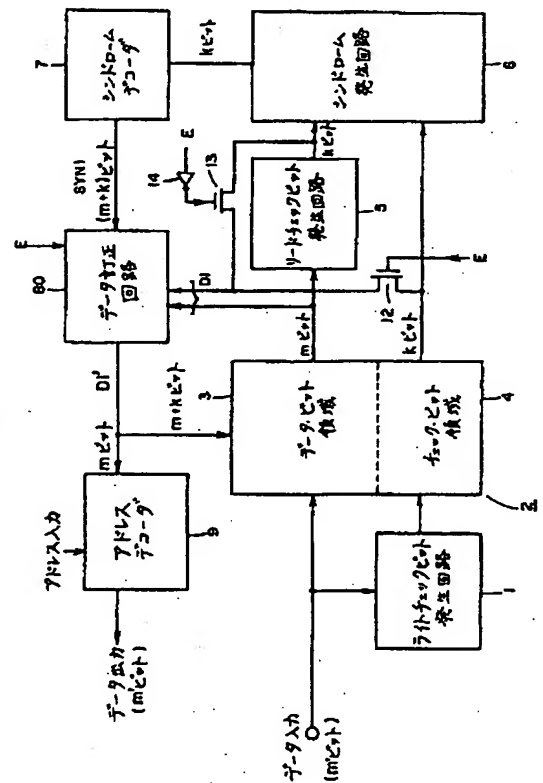 データ入力
(m'ビット)
ライトチェックビット
発生回路
1
2
データ・ビット
領域
3
チェック・ビット
領域
4
mビット
kビット
リードチェックビット
発生回路
5
kビット
シンドローム
発生回路
6
kビット
シンドローム
デコーダ
7
SYN1
(m+k)ビット
E
80
データ訂正
回路
DI
E
14
13
12
E
DI'
mビット
m+kビット
アドレス入力
アドレス
デコーダ
9
データ出力
(m'ビット)